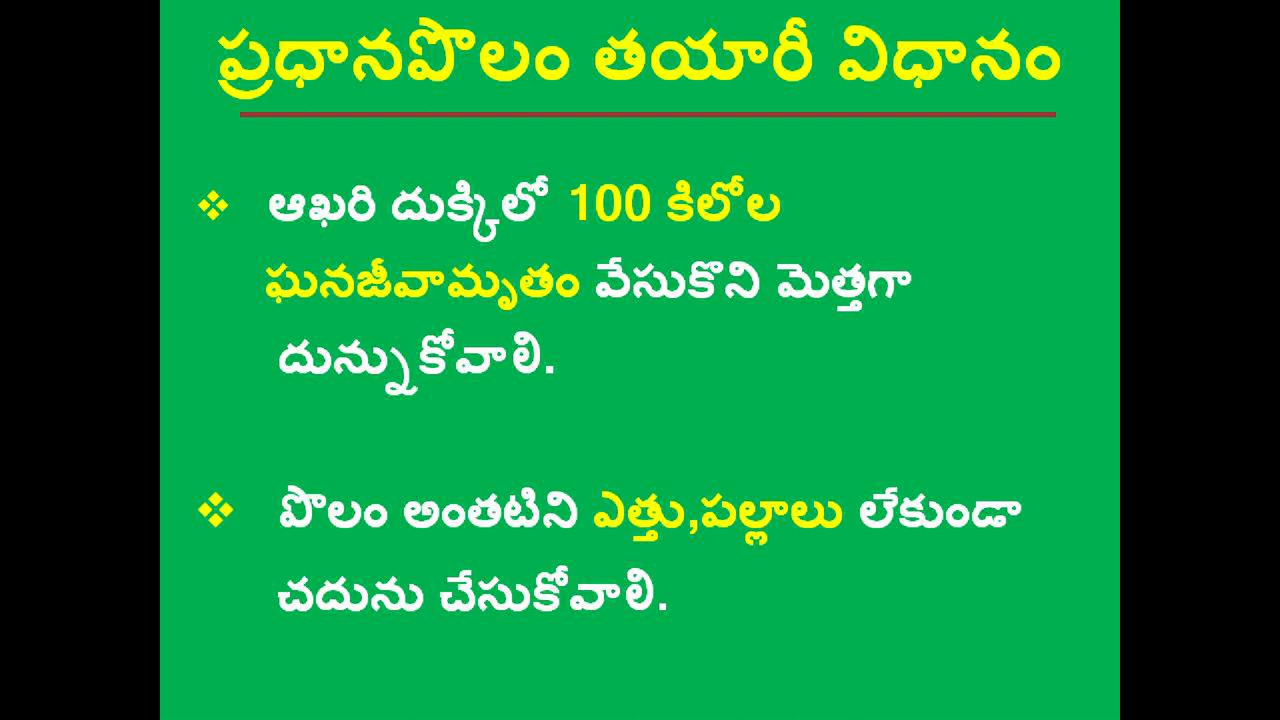 ప్రధానపొలం తయారీ విధానం
❖ ఆఖరి దుక్కిలో 100 కిలోల
ఘనజీవామృతం వేసుకొని మెత్తగా
దున్నుకోవాలి.
❖ పొలం అంతటిని ఎత్తు,పల్లాలు లేకుండా
చదును చేసుకోవాలి.